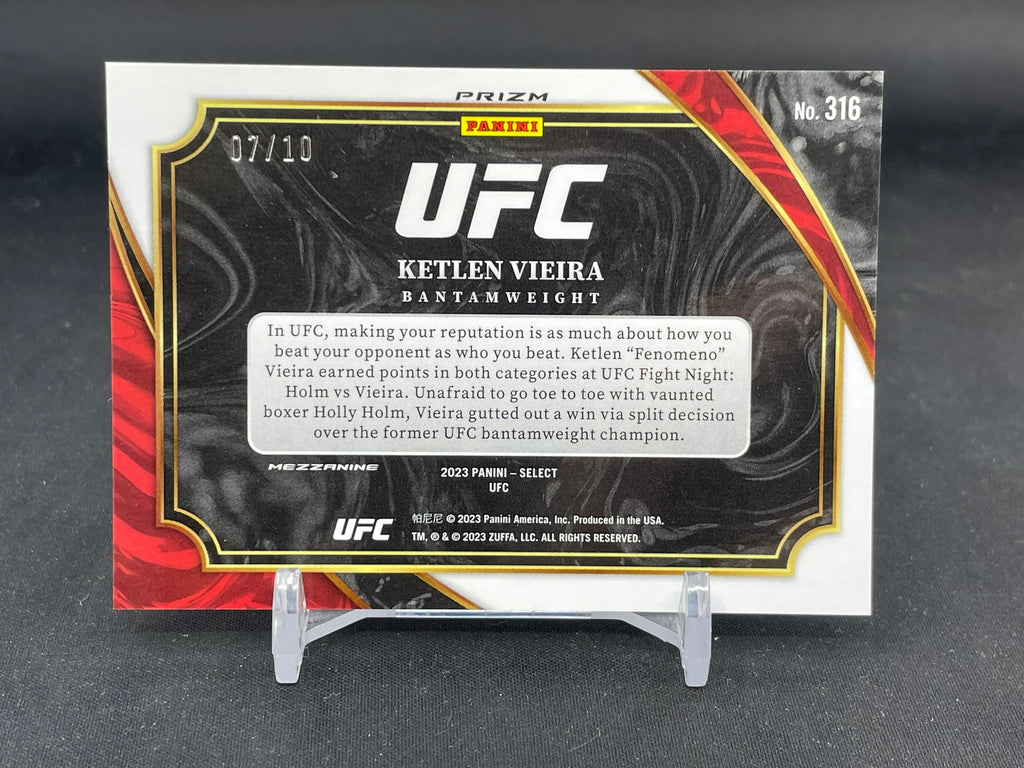 PRIZM
PANINI
No. 316
07/10
UFC
KETLEN VIEIRA
BANTAMWEIGHT
In UFC, making your reputation is as much about how you
beat your opponent as who you beat. Ketlen “Fenomeno”
Vieira earned points in both categories at UFC Fight Night:
Holm vs Vieira. Unafraid to go toe to toe with vaunted
boxer Holly Holm, Vieira gutted out a win via split decision
over the former UFC bantamweight champion.
MEZZANINE
2023 PANINI – SELECT
UFC
UFC
帕尼尼 © 2023 Panini America, Inc. Produced in the USA.
TM, ® & © 2023 ZUFFA, LLC. ALL RIGHTS RESERVED.